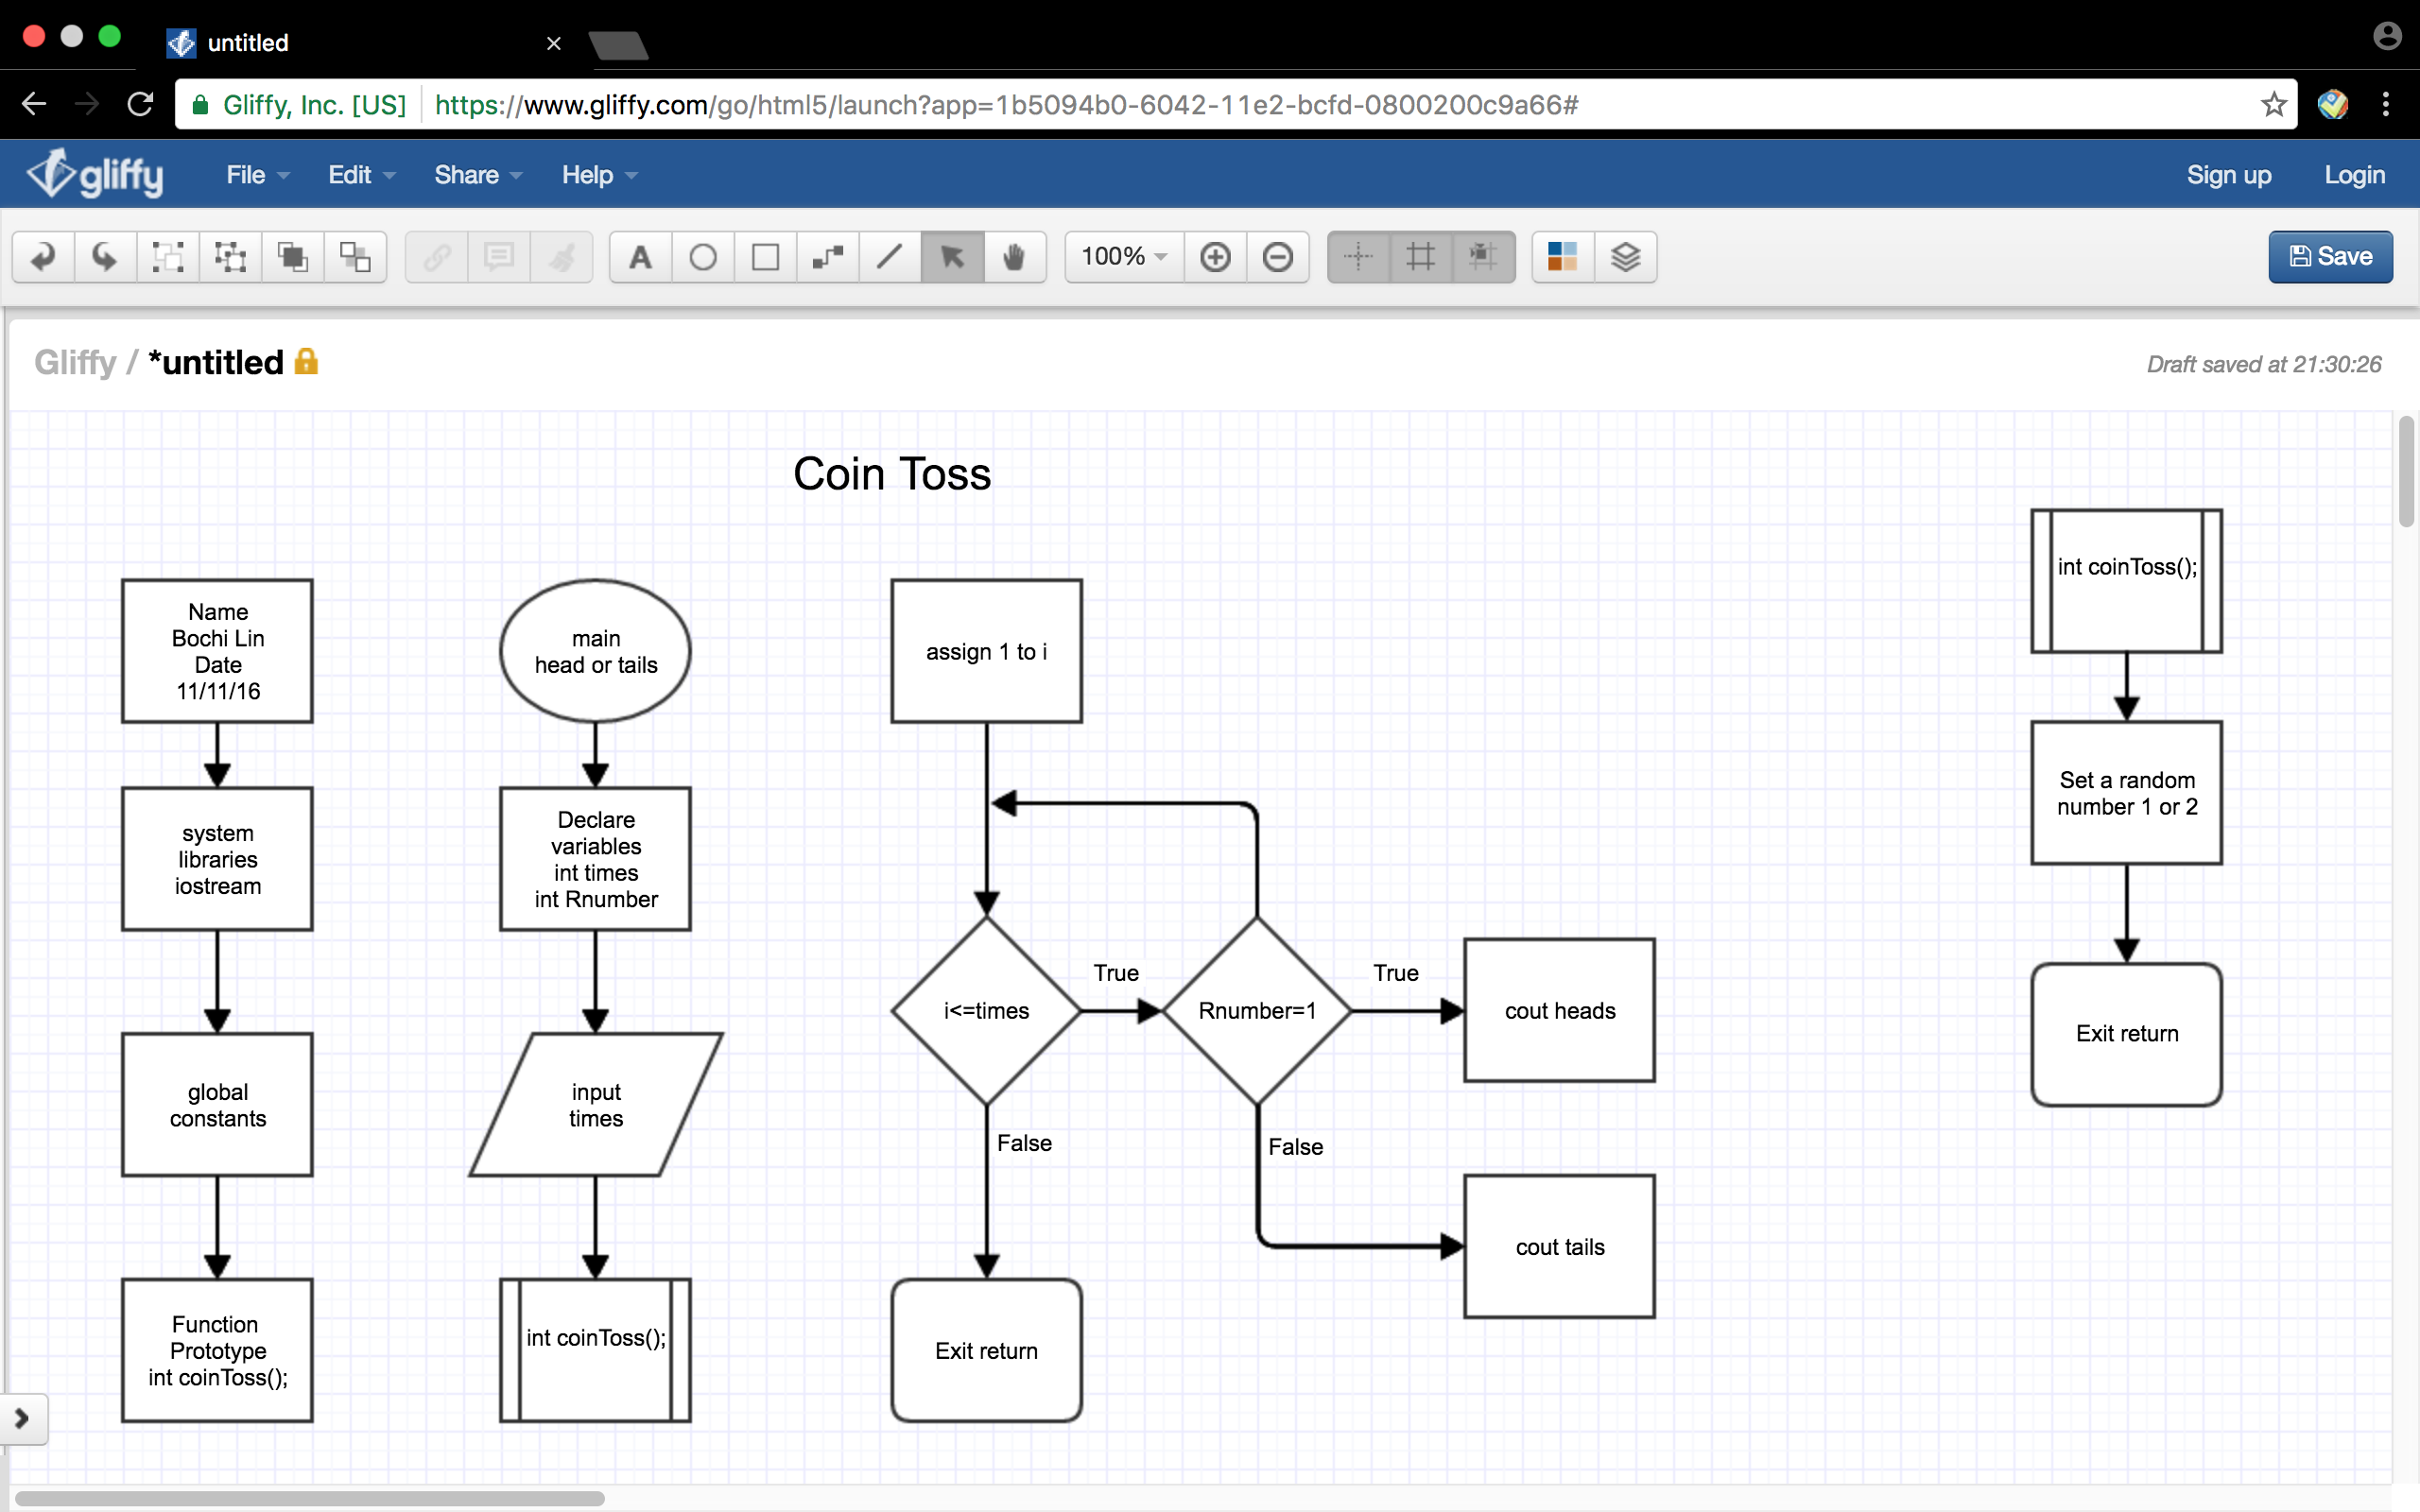 untitled
Gliffy, Inc. [US]
https://www.gliffy.com/go/html5/launch?app=1b5094b0-6042-11e2-bcfd-0800200c9a66#
gliffy
File
Edit
Share
Help
Sign up
Login
A
100%
Save
Gliffy / *untitled
Draft saved at 21:30:26
Coin Toss
Name
Bochi Lin
Date
11/11/16
system
libraries
iostream
global
constants
Function
Prototype
int coinToss();
main
head or tails
Declare
variables
int times
int Rnumber
input
times
int coinToss();
assign 1 to i
i<=times
True
False
Exit return
Rnumber=1
True
False
cout heads
cout tails
int coinToss();
Set a random
number 1 or 2
Exit return